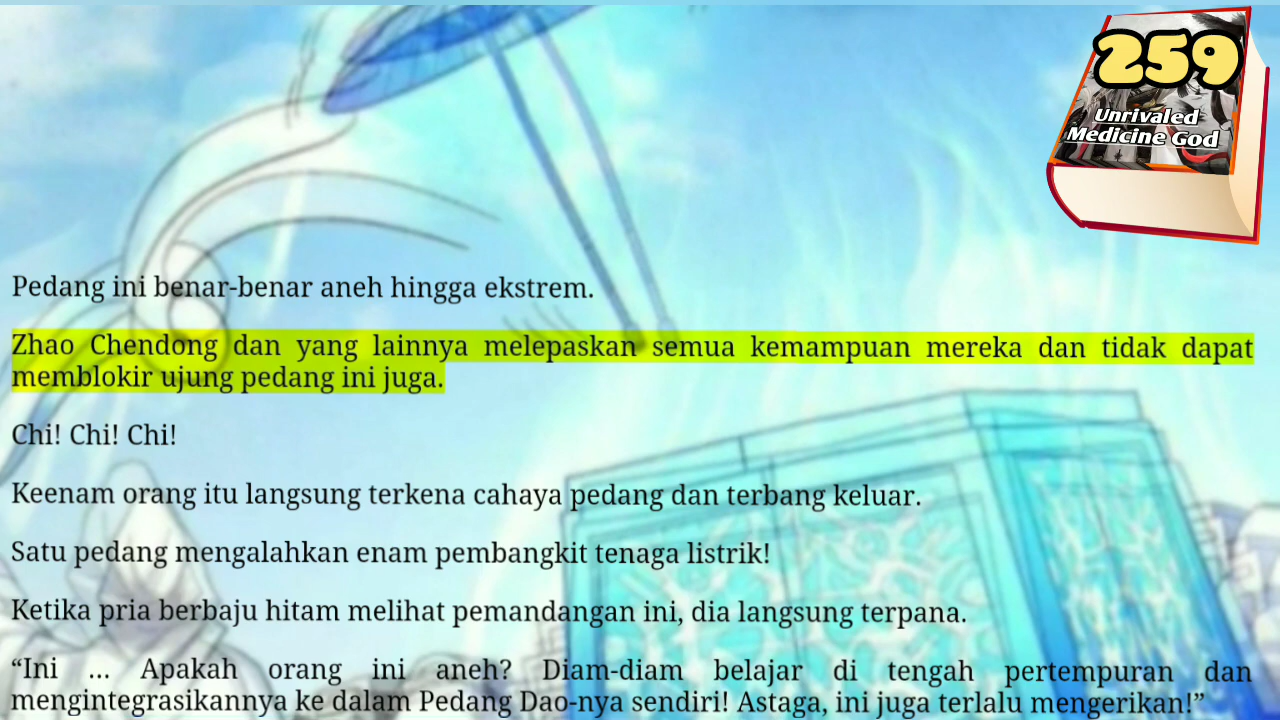 259
Unrivaled
Medicine God
Pedang ini benar-benar aneh hingga ekstrem.
Zhao Chendong dan yang lainnya melepaskan semua kemampuan mereka dan tidak dapat
memblokir ujung pedang ini juga.
Chi! Chi! Chi!
Keenam orang itu langsung terkena cahaya pedang dan terbang keluar.
Satu pedang mengalahkan enam pembangkit tenaga listrik!
Ketika pria berbaju hitam melihat pemandangan ini, dia langsung terpana.
“Ini … Apakah orang ini aneh? Diam-diam belajar di tengah pertempuran dan
mengintegrasikannya ke dalam Pedang Dao-nya sendiri! Astaga, ini juga terlalu mengerikan!”